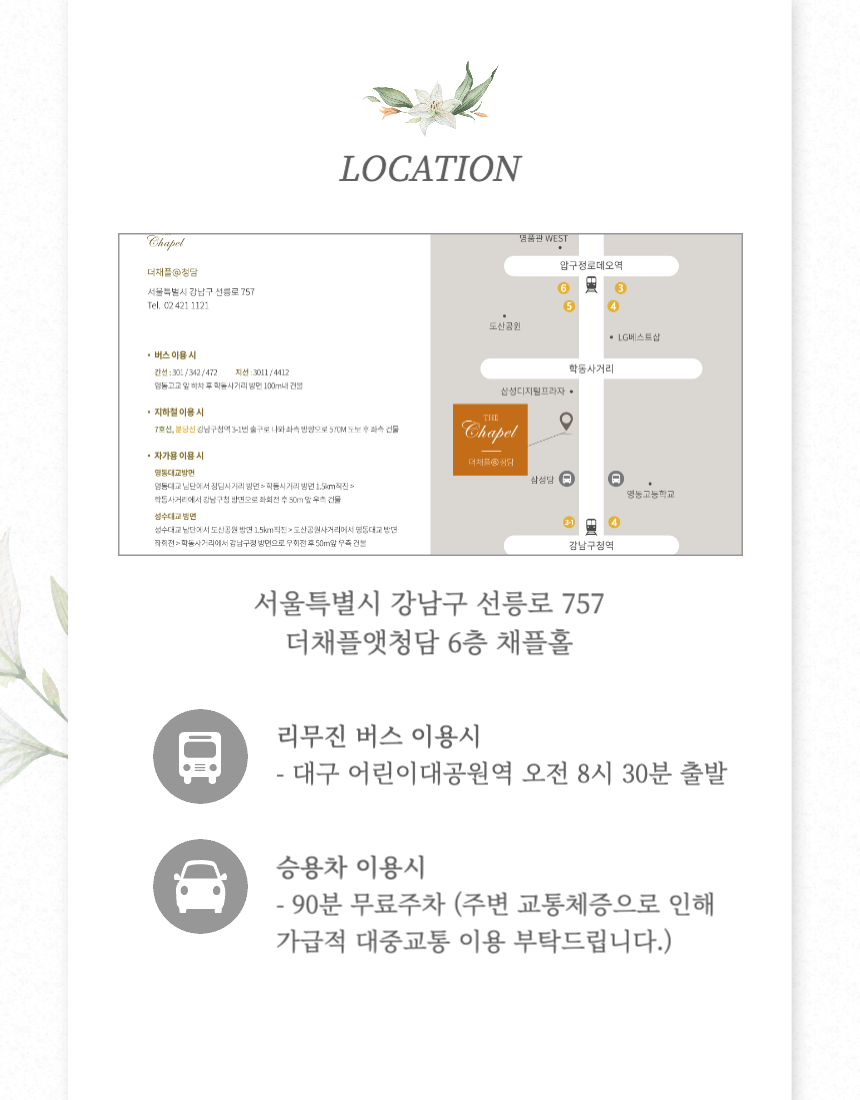 LOCATION
Chapel
더채플@청담
서울특별시 강남구 선릉로 757
Tel. 02 421 1121
• 버스 이용 시
간선 : 301 / 342 / 472 지선 : 3011 / 4412
영동고교 앞 하차 후 학동사거리 방면 100m내 건물
• 지하철 이용 시
7호선, 분당선 강남구청역 3-1번 출구로 나와 좌측 방향으로 570M 도보 후 좌측 건물
• 자가용 이용 시
영동대교방면
영동대교 남단에서 청담사거리 방면 > 학동사거리 방면 1.5km직진 >
학동사거리에서 강남구청 방면으로 좌회전 후 50m 앞 우측 건물
성수대교 방면
성수대교 남단에서 도산공원 방면 1.5km직진 > 도산공원사거리에서 영동대교 방면
좌회전 > 학동사거리에서 강남구청 방면으로 우회전 후 50m앞 우측 건물
명품관 WEST
압구정로데오역
6 3
5 4
도산공원
LG베스트샵
학동사거리
삼성디지털프라자
THE
Chapel
더채플@청담
삼성당
영동고등학교
3-1 4
강남구청역
서울특별시 강남구 선릉로 757
더채플앳청담 6층 채플홀
리무진 버스 이용시
- 대구 어린이대공원역 오전 8시 30분 출발
승용차 이용시
- 90분 무료주차 (주변 교통체증으로 인해
가급적 대중교통 이용 부탁드립니다.)